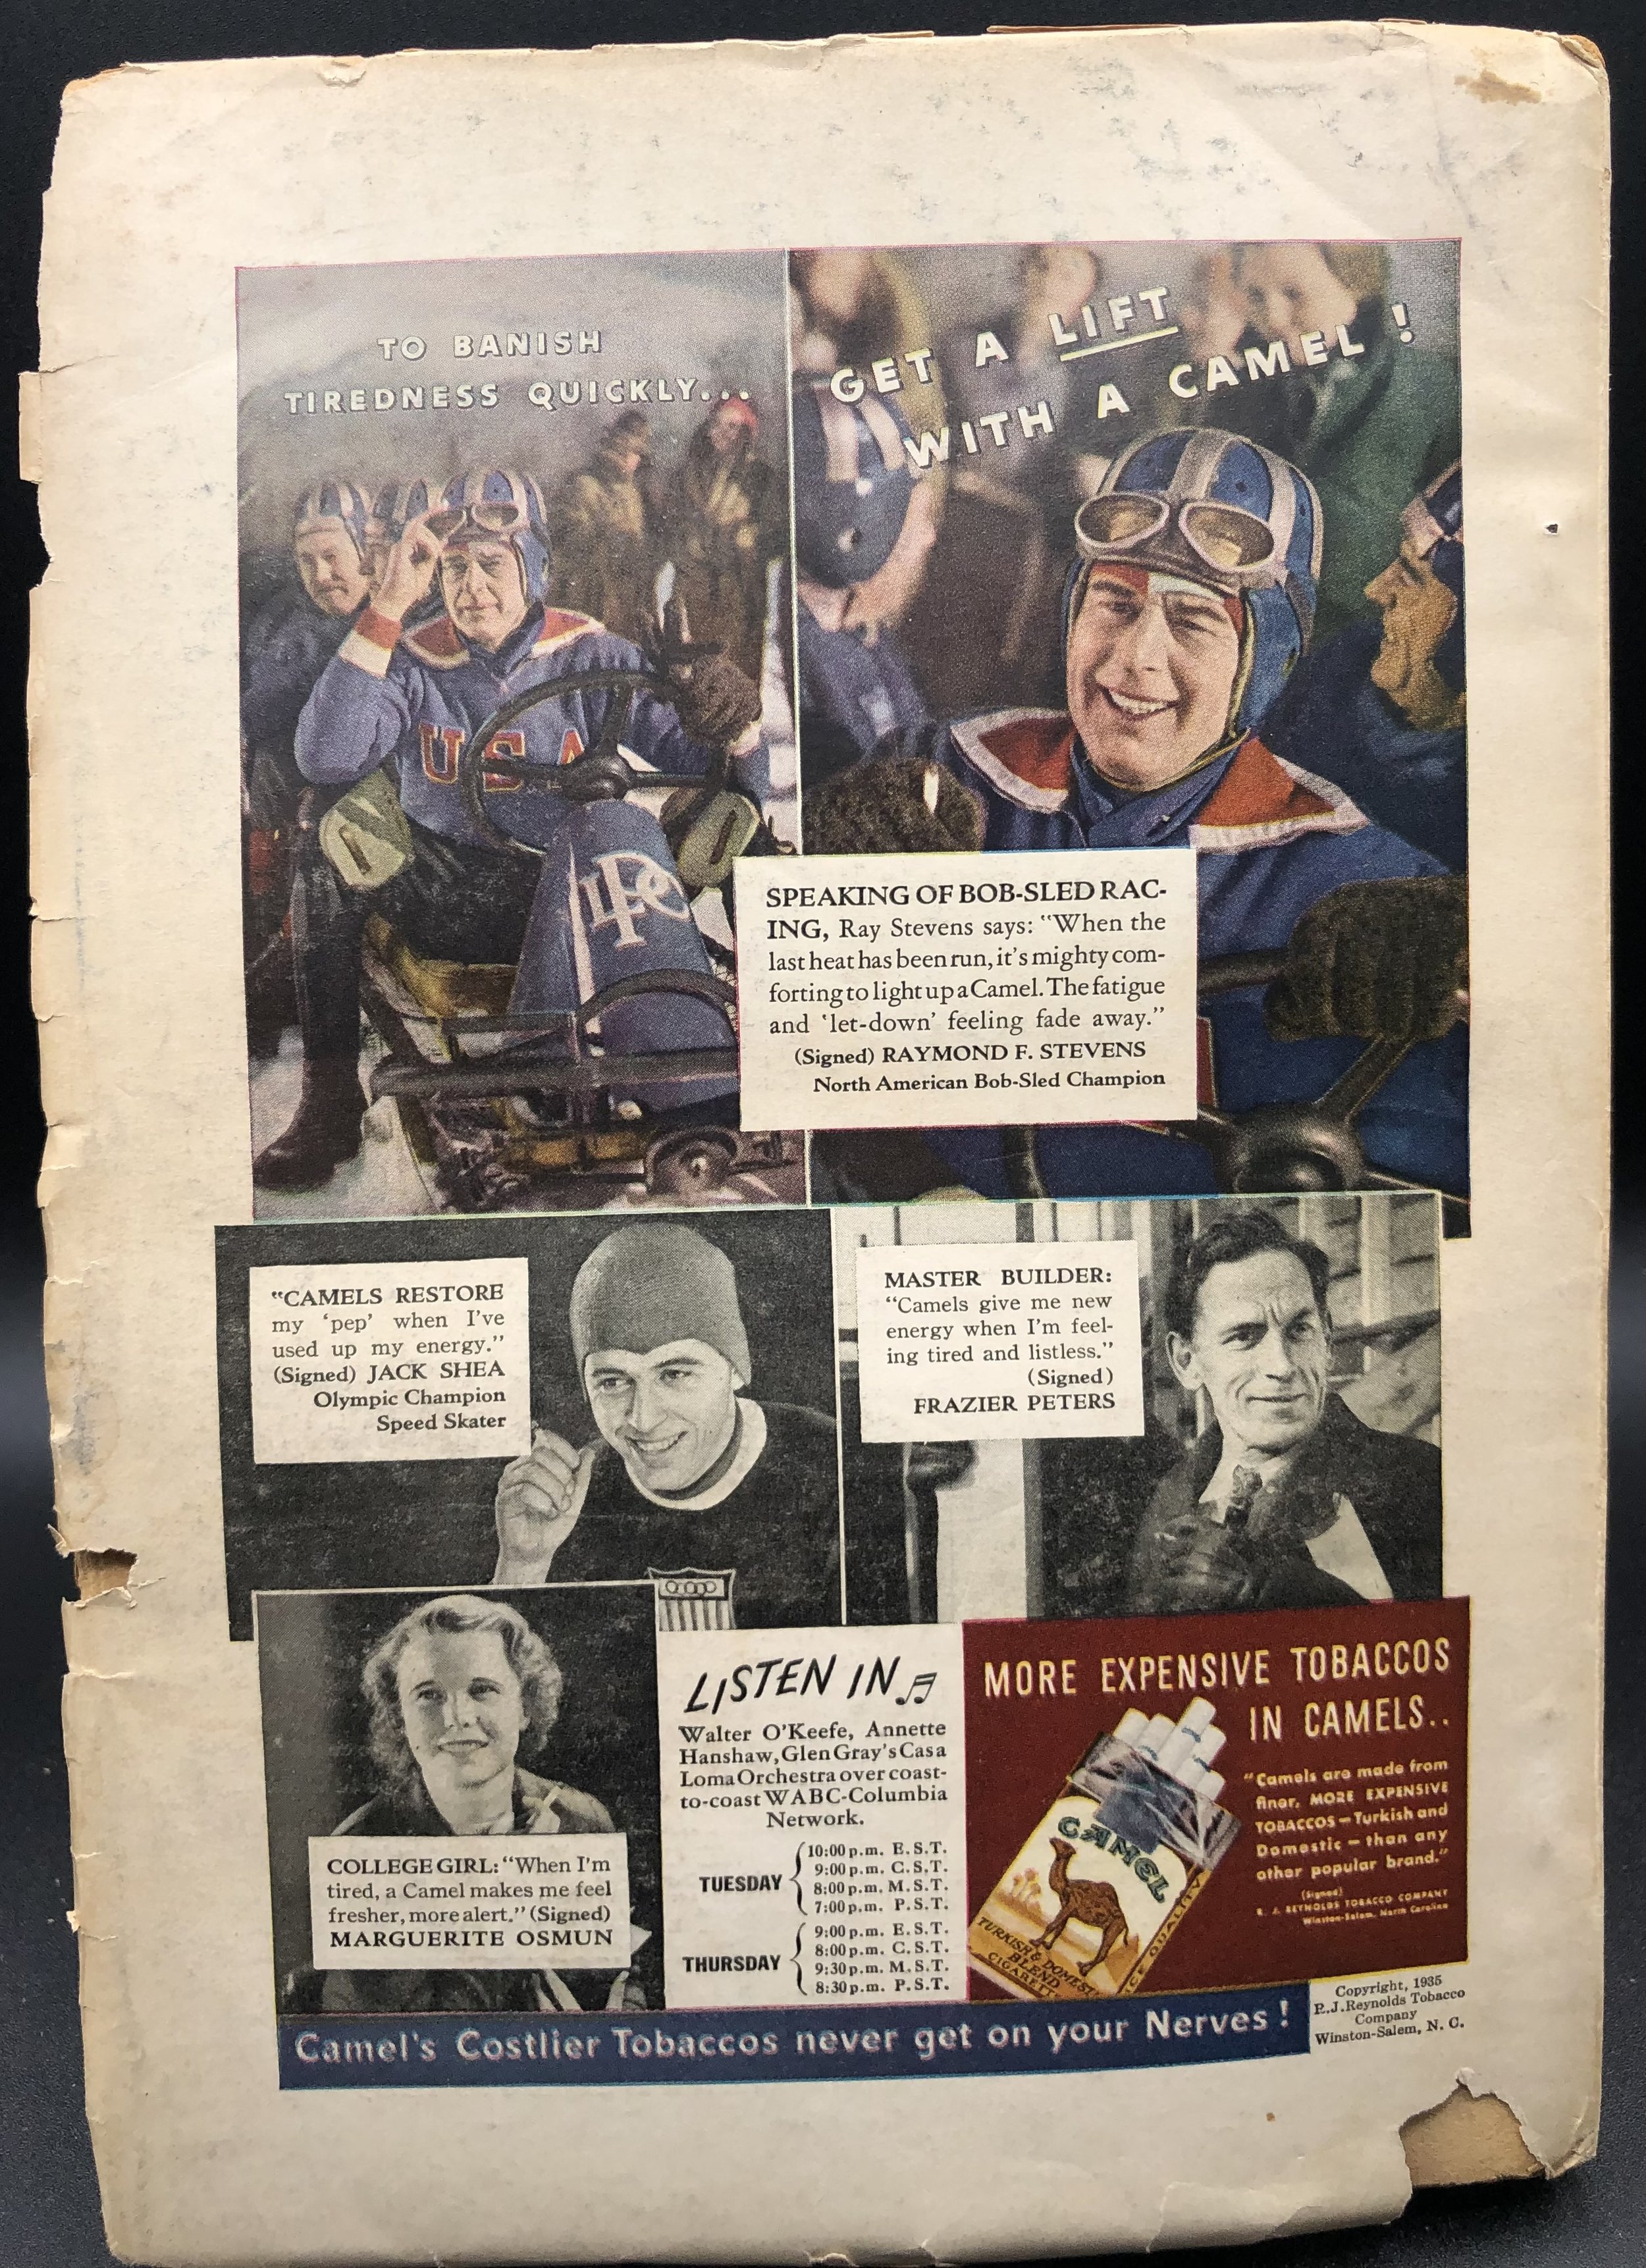 TO BANISH
TIREDNESS QUICKLY...
GET A LIFT
WITH A CAMEL!
USA
LPC
SPEAKING OF BOB-SLED RAC-
ING, Ray Stevens says: "When the
last heat has been run, it's mighty com-
forting to light up a Camel. The fatigue
and 'let-down' feeling fade away."
(Signed) RAYMOND F. STEVENS
North American Bob-Sled Champion
"CAMELS RESTORE
my 'pep' when I've
used up my energy."
(Signed) JACK SHEA
Olympic Champion
Speed Skater
MASTER BUILDER:
"Camels give me new
energy when I'm feel-
ing tired and listless."
(Signed)
FRAZIER PETERS
COLLEGE GIRL: "When I'm
tired, a Camel makes me feel
fresher, more alert." (Signed)
MARGUERITE OSMUN
LISTEN IN
Walter O'Keefe, Annette
Hanshaw, Glen Gray's Casa
Loma Orchestra over coast-
to-coast WABC-Columbia
Network.
TUESDAY
10:00 p.m. E.S.T.
9:00 p.m. C.S.T.
8:00 p.m. M.S.T.
7:00 p.m. P.S.T.
THURSDAY
9:00 p.m. E.S.T.
8:00 p.m. C.S.T.
9:30 p.m. M.S.T.
8:30 p.m. P.S.T.
MORE EXPENSIVE TOBACCOS
IN CAMELS..
"Camels are made from
finer, MORE EXPENSIVE
TOBACCOS—Turkish and
Domestic—than any
other popular brand."
(Signed)
R. J. REYNOLDS TOBACCO COMPANY
Winston-Salem, North Carolina
CAMEL
TURKISH & DOMESTIC
BLEND
CIGARETTES
QUALITY
Camel's Costlier Tobaccos never get on your Nerves!
Copyright, 1935
R.J. Reynolds Tobacco
Company
Winston-Salem, N. C.